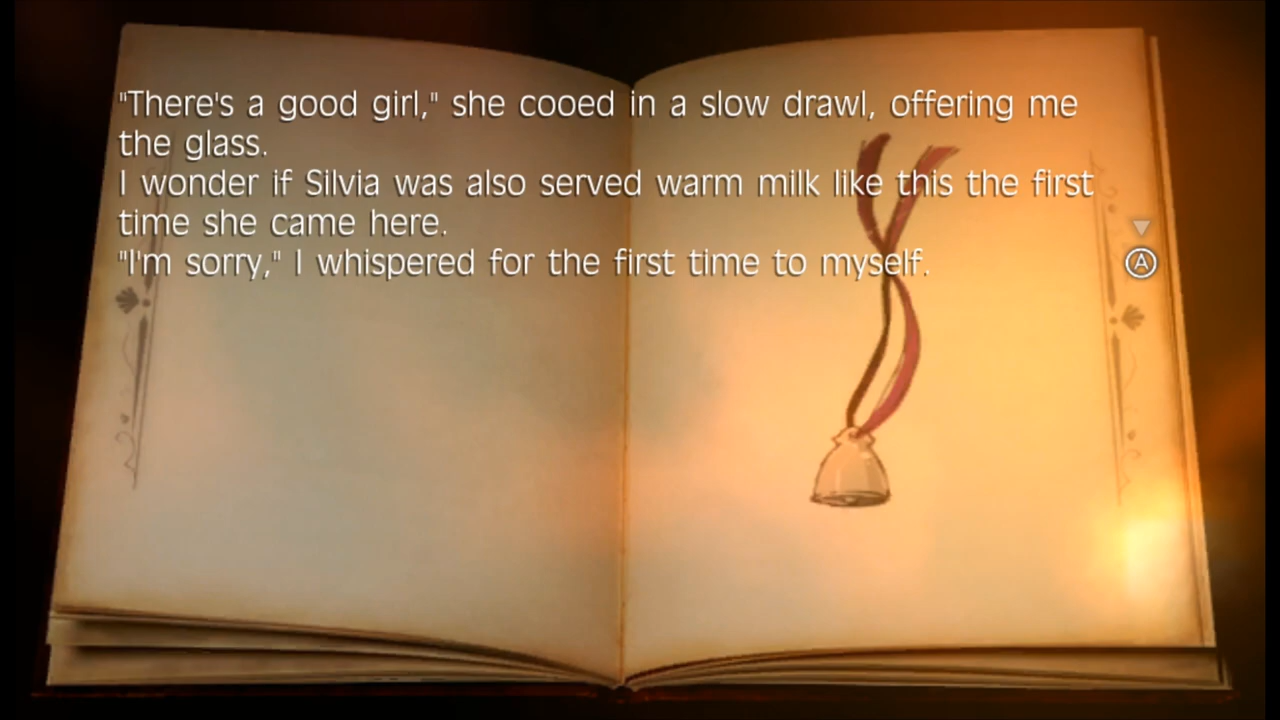 "There's a good girl," she cooed in a slow drawl, offering me
the glass.
I wonder if Silvia was also served warm milk like this the first
time she came here.
"I'm sorry," I whispered for the first time to myself.
A